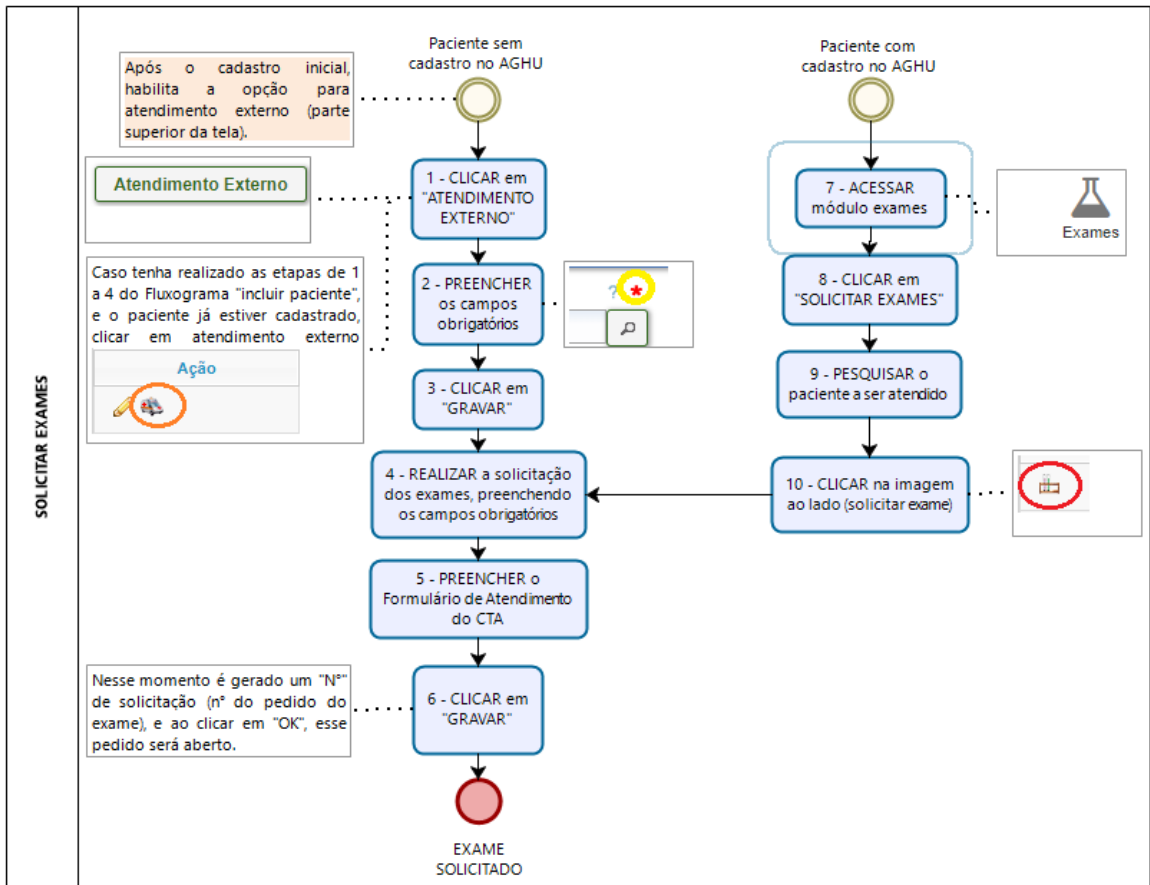 SOLICITAR EXAMES
Paciente sem
cadastro no AGHU
Após o cadastro inicial,
habilita a opção para
atendimento externo (parte
superior da tela).
Atendimento Externo
1 - CLICAR em
"ATENDIMENTO
EXTERNO"
Caso tenha realizado as etapas de 1
a 4 do Fluxograma "incluir paciente",
e o paciente já estiver cadastrado,
clicar em atendimento externo
Ação
2 - PREENCHER
os campos
obrigatórios
? *
3 - CLICAR em
"GRAVAR"
4 - REALIZAR a solicitação
dos exames, preenchendo
os campos obrigatórios
5 - PREENCHER o
Formulário de Atendimento
do CTA
Nesse momento é gerado um "N°"
de solicitação (n° do pedido do
exame), e ao clicar em "OK", esse
pedido será aberto.
6 - CLICAR em
"GRAVAR"
EXAME
SOLICITADO
Paciente com
cadastro no AGHU
7 - ACESSAR
módulo exames
Exames
8 - CLICAR em
"SOLICITAR EXAMES"
9 - PESQUISAR o
paciente a ser atendido
10 - CLICAR na imagem
ao lado (solicitar exame)